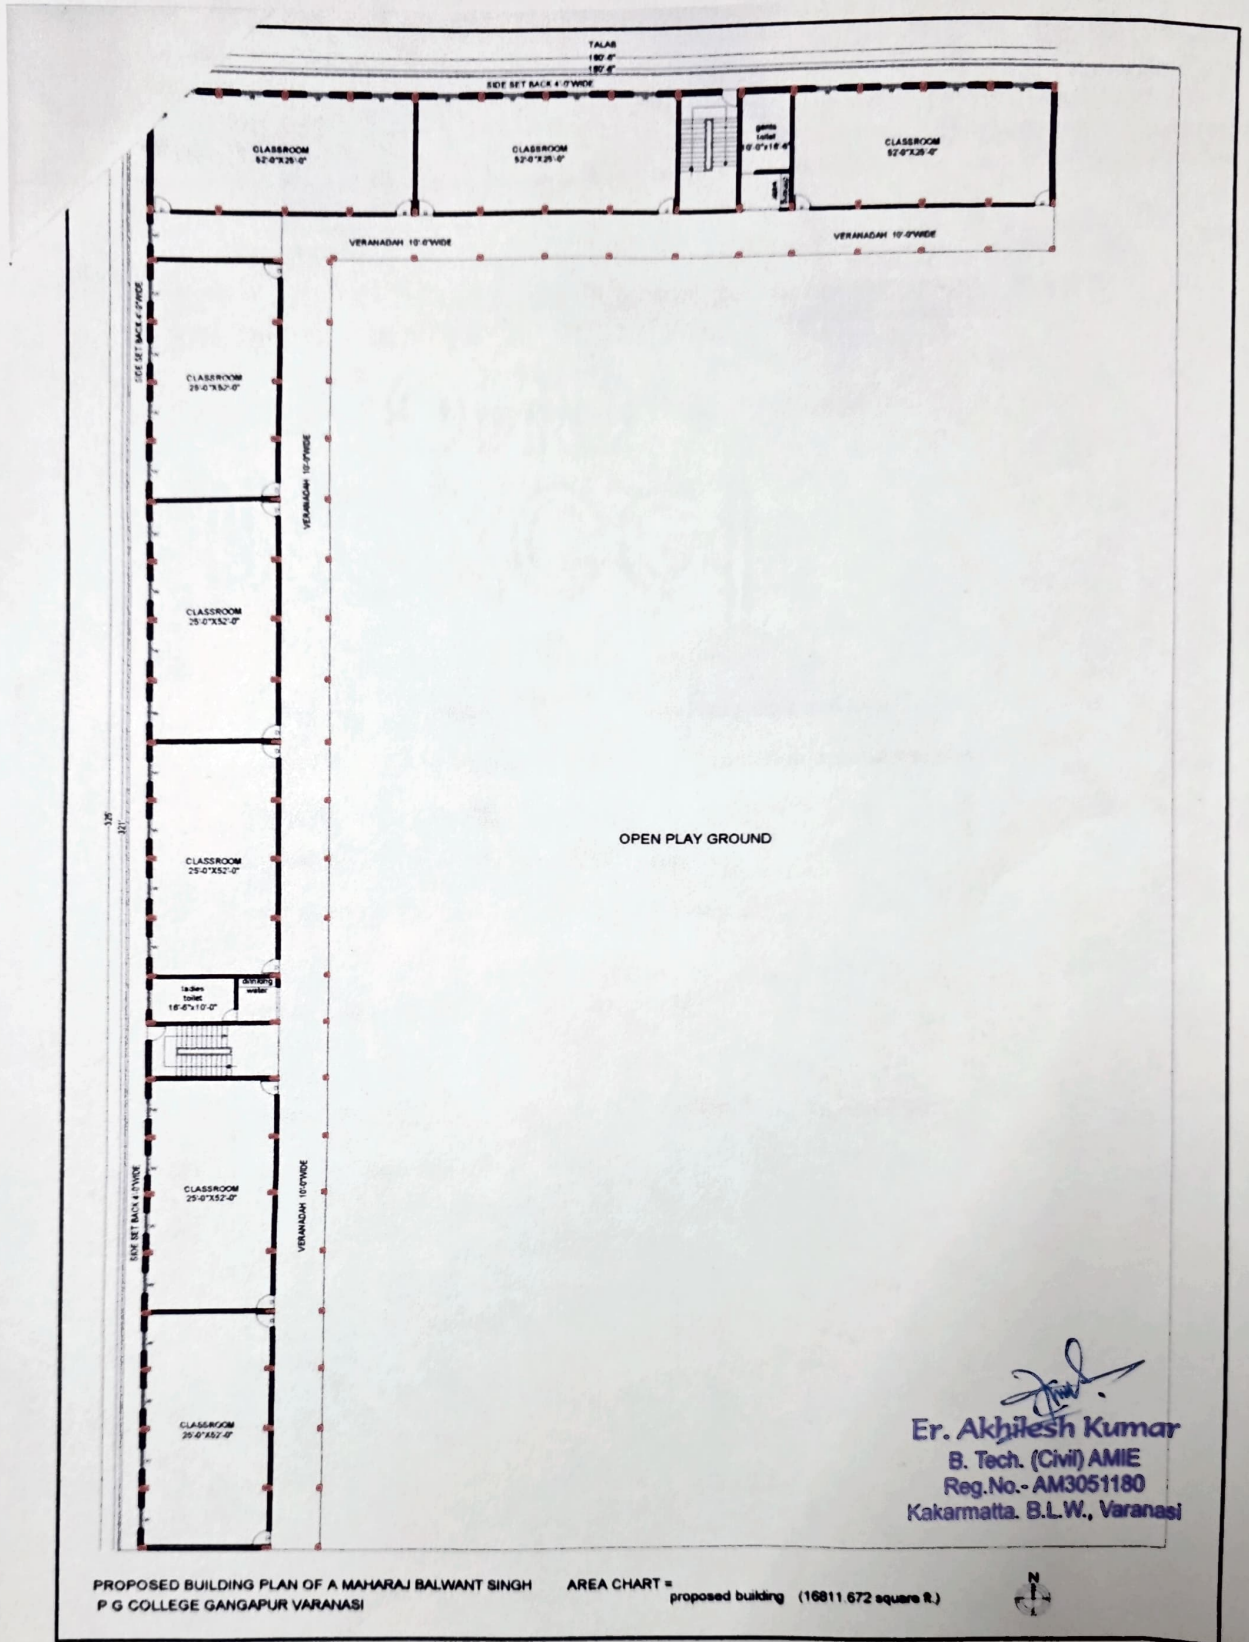 TALAB
180'-6"
180'-6"
SIDE SET BACK 4'-0"WIDE
CLASSROOM
52'-0"X25'-0"
CLASSROOM
52'-0"X25'-0"
gents
toilet
10'-0"x16'-6"
CLASSROOM
52'-0"X25'-0"
VERANADAH 10'-0"WIDE
VERANADAH 10'-0"WIDE
SIDE SET BACK 4'-0"WIDE
CLASSROOM
25'-0"X52'-0"
VERANADAH 10'-0"WIDE
CLASSROOM
25'-0"X52'-0"
325'
321'
CLASSROOM
25'-0"X52'-0"
OPEN PLAY GROUND
ladies
toilet
16'-6"x10'-0"
drinking
water
CLASSROOM
25'-0"X52'-0"
SIDE SET BACK 4'-0"WIDE
VERANADAH 10'-0"WIDE
CLASSROOM
25'-0"X52'-0"
Er. Akhilesh Kumar
B. Tech. (Civil) AMIE
Reg.No.- AM3051180
Kakarmatta. B.L.W., Varanasi
PROPOSED BUILDING PLAN OF A MAHARAJ BALWANT SINGH
P G COLLEGE GANGAPUR VARANASI
AREA CHART =
proposed building (16811.672 square ft.)
N